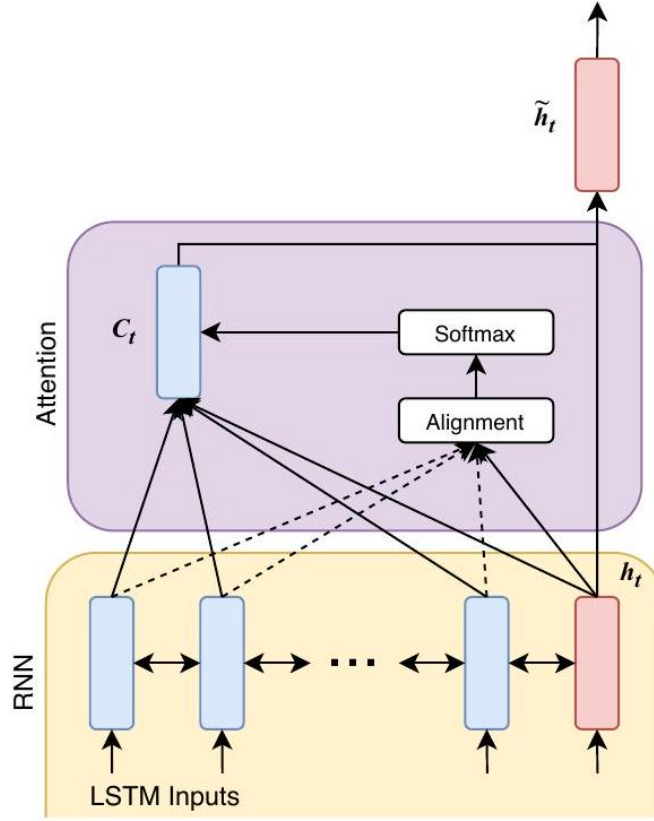 h̃ₜ
Cₜ
Softmax
Alignment
Attention
hₜ
RNN
...
LSTM Inputs